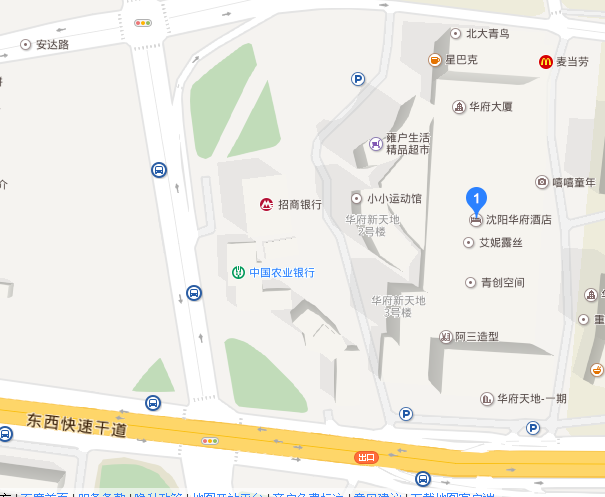 北大青鸟
安达路
星巴克
麦当劳
P
华府大厦
雍户生活
精品超市
介
嘻嘻童年
1
小小运动馆
招商银行
华府新天地
2号楼
沈阳华府酒店
艾妮露丝
中国农业银行
青创空间
华府新天地
3号楼
重
阿三造型
华府天地-一期
P
东西快速干道
P
出口